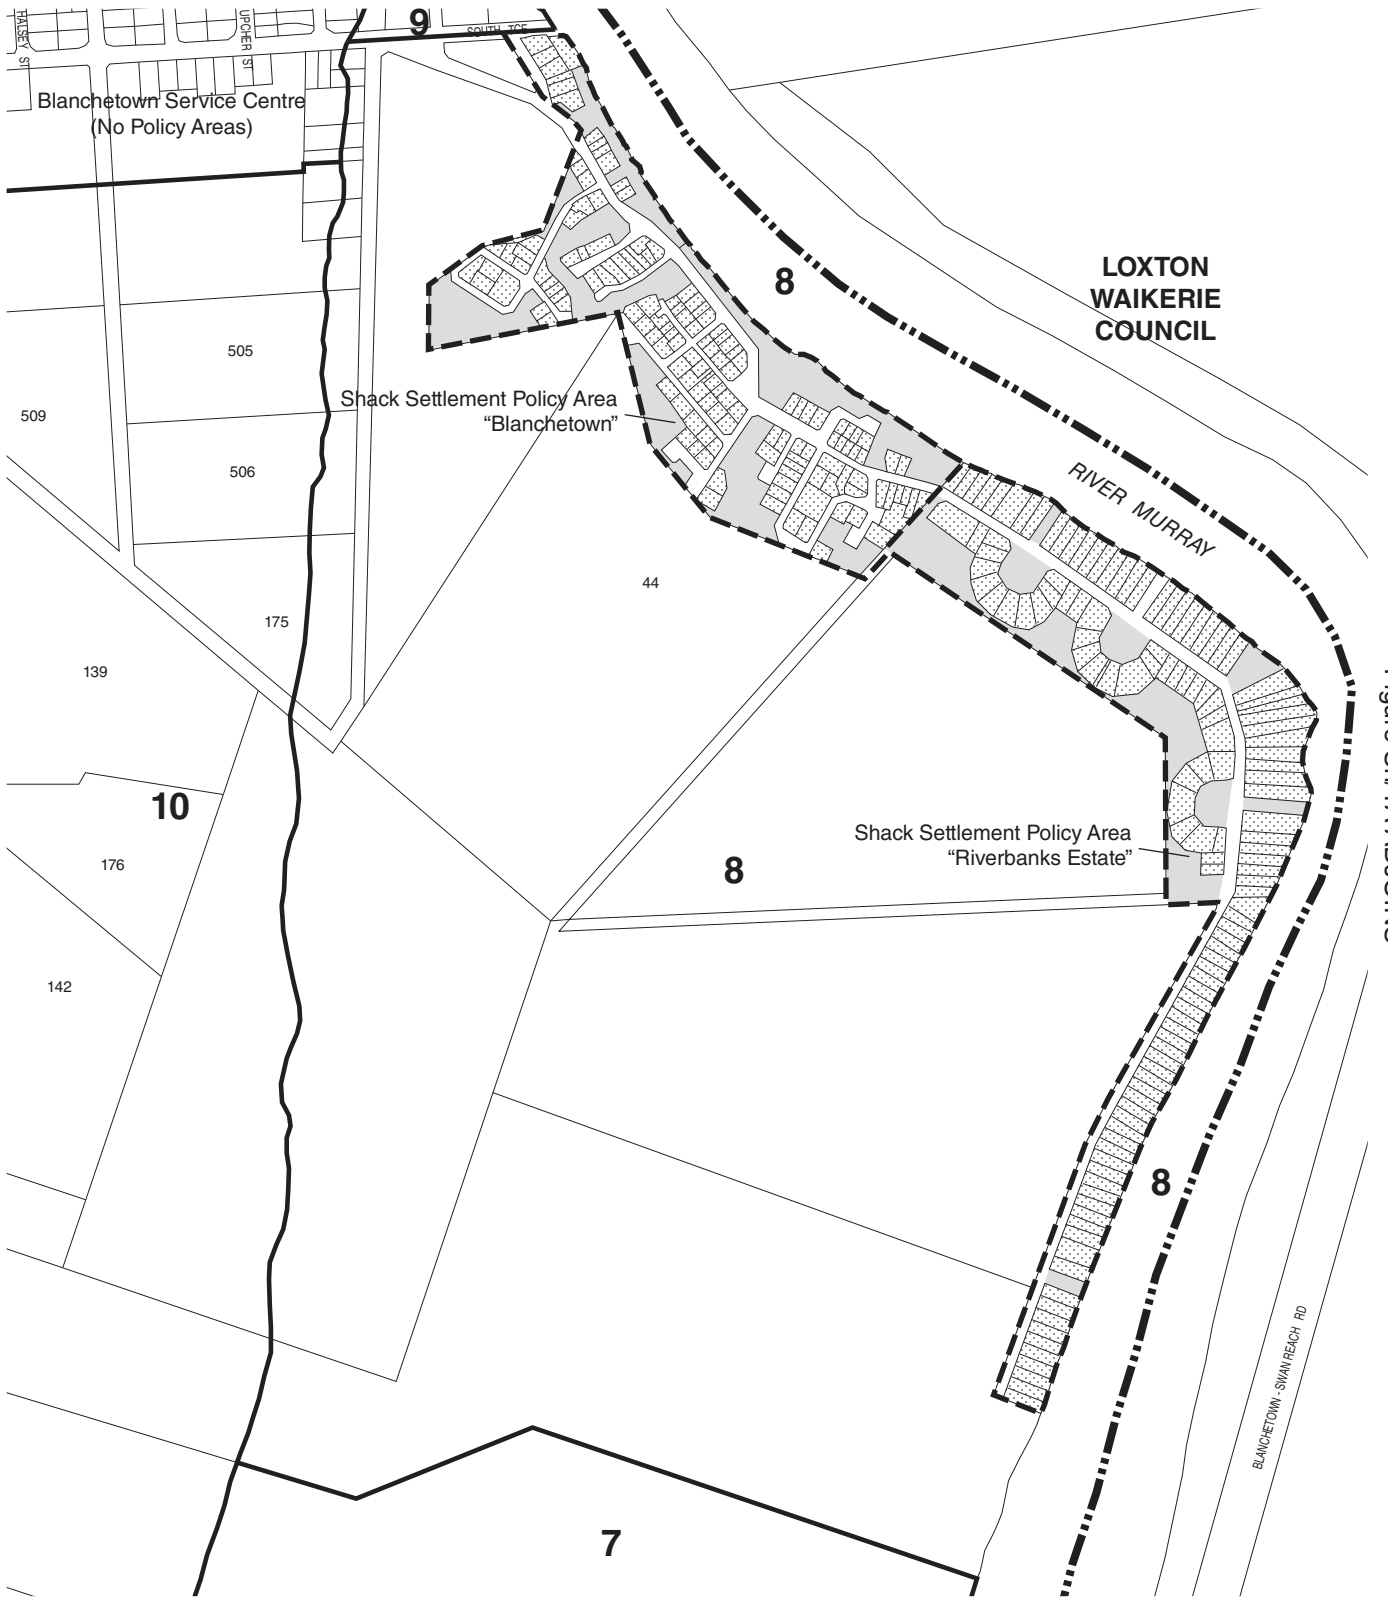 HALSEY ST
UPCHER ST
9
SOUTH TCE
Blanchetown Service Centre
(No Policy Areas)
8
LOXTON
WAIKERIE
COUNCIL
505
509
Shack Settlement Policy Area
“Blanchetown”
506
RIVER MURRAY
44
175
139
10
Shack Settlement Policy Area
“Riverbanks Estate”
176
8
142
8
BLANCHETOWN - SWAN REACH RD
7